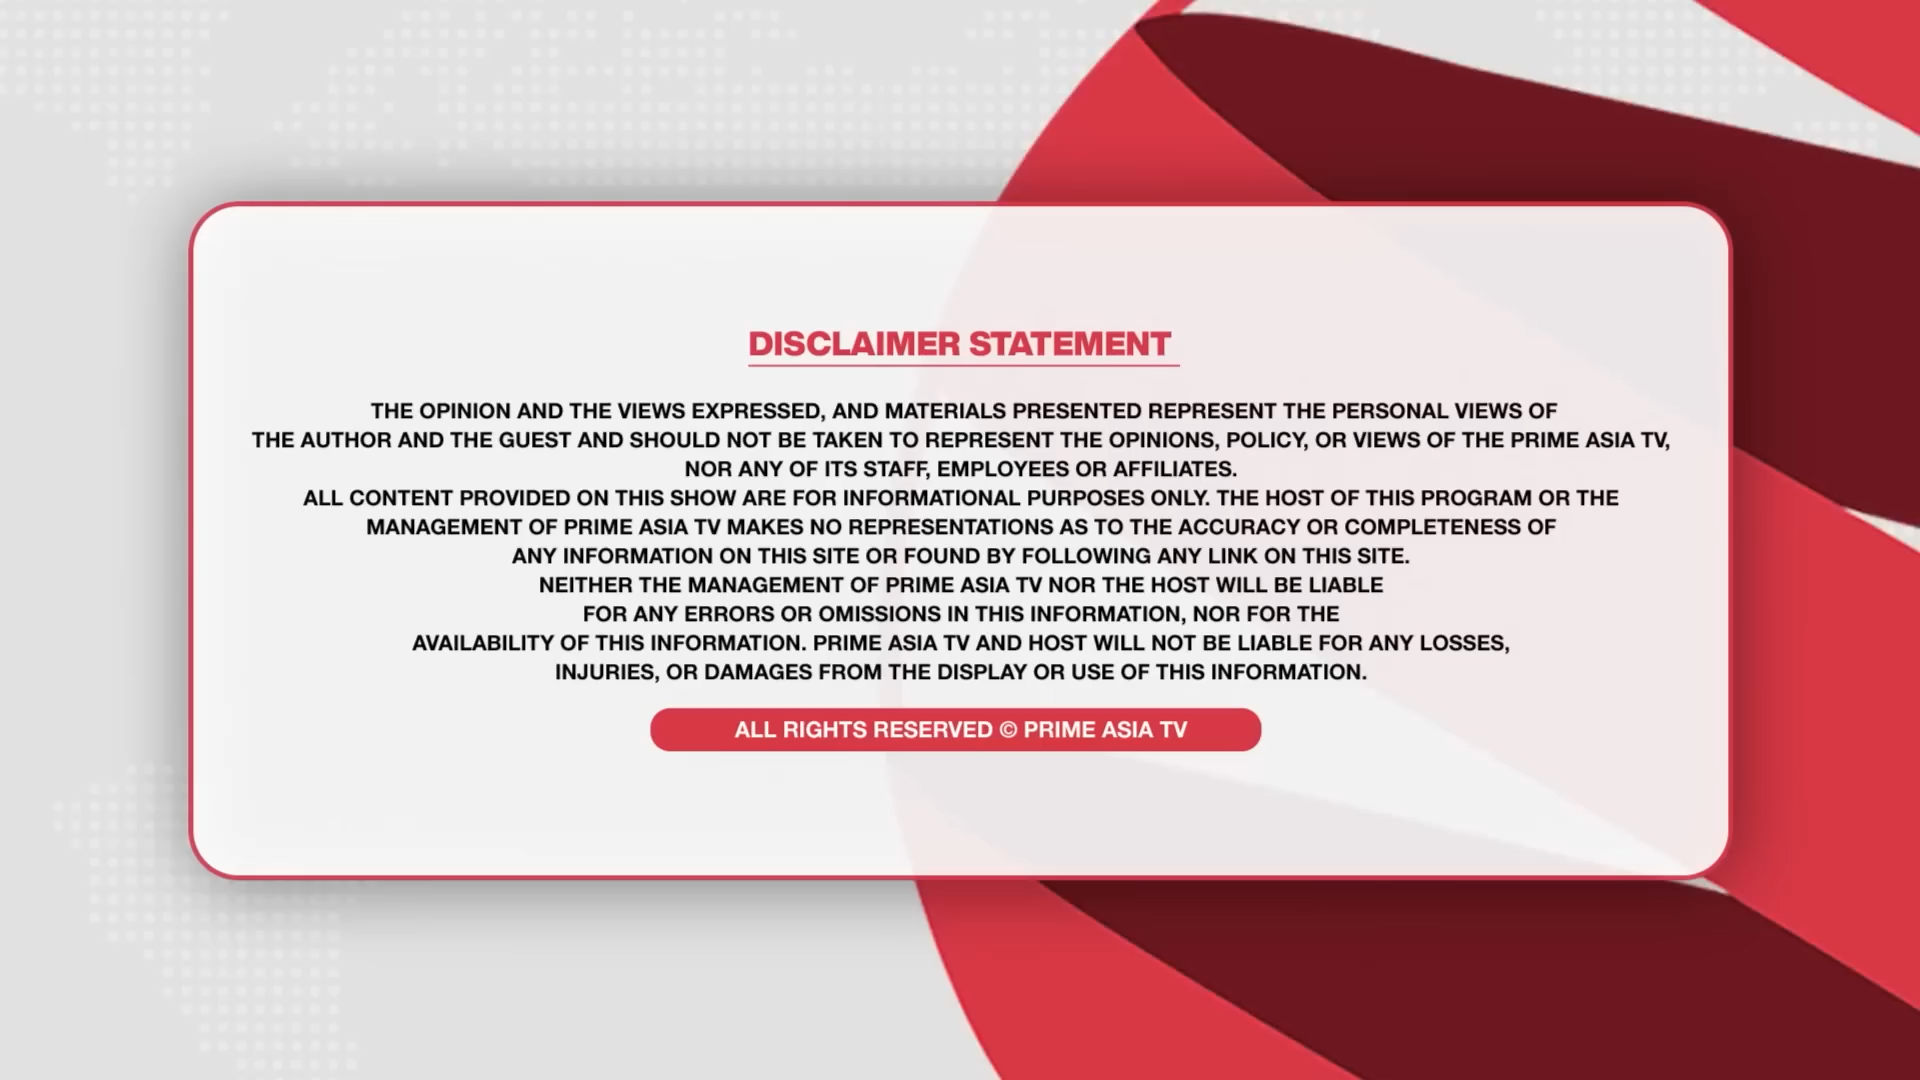 DISCLAIMER STATEMENT
THE OPINION AND THE VIEWS EXPRESSED, AND MATERIALS PRESENTED REPRESENT THE PERSONAL VIEWS OF
THE AUTHOR AND THE GUEST AND SHOULD NOT BE TAKEN TO REPRESENT THE OPINIONS, POLICY, OR VIEWS OF THE PRIME ASIA TV,
NOR ANY OF ITS STAFF, EMPLOYEES OR AFFILIATES.
ALL CONTENT PROVIDED ON THIS SHOW ARE FOR INFORMATIONAL PURPOSES ONLY. THE HOST OF THIS PROGRAM OR THE
MANAGEMENT OF PRIME ASIA TV MAKES NO REPRESENTATIONS AS TO THE ACCURACY OR COMPLETENESS OF
ANY INFORMATION ON THIS SITE OR FOUND BY FOLLOWING ANY LINK ON THIS SITE.
NEITHER THE MANAGEMENT OF PRIME ASIA TV NOR THE HOST WILL BE LIABLE
FOR ANY ERRORS OR OMISSIONS IN THIS INFORMATION, NOR FOR THE
AVAILABILITY OF THIS INFORMATION. PRIME ASIA TV AND HOST WILL NOT BE LIABLE FOR ANY LOSSES,
INJURIES, OR DAMAGES FROM THE DISPLAY OR USE OF THIS INFORMATION.
ALL RIGHTS RESERVED © PRIME ASIA TV